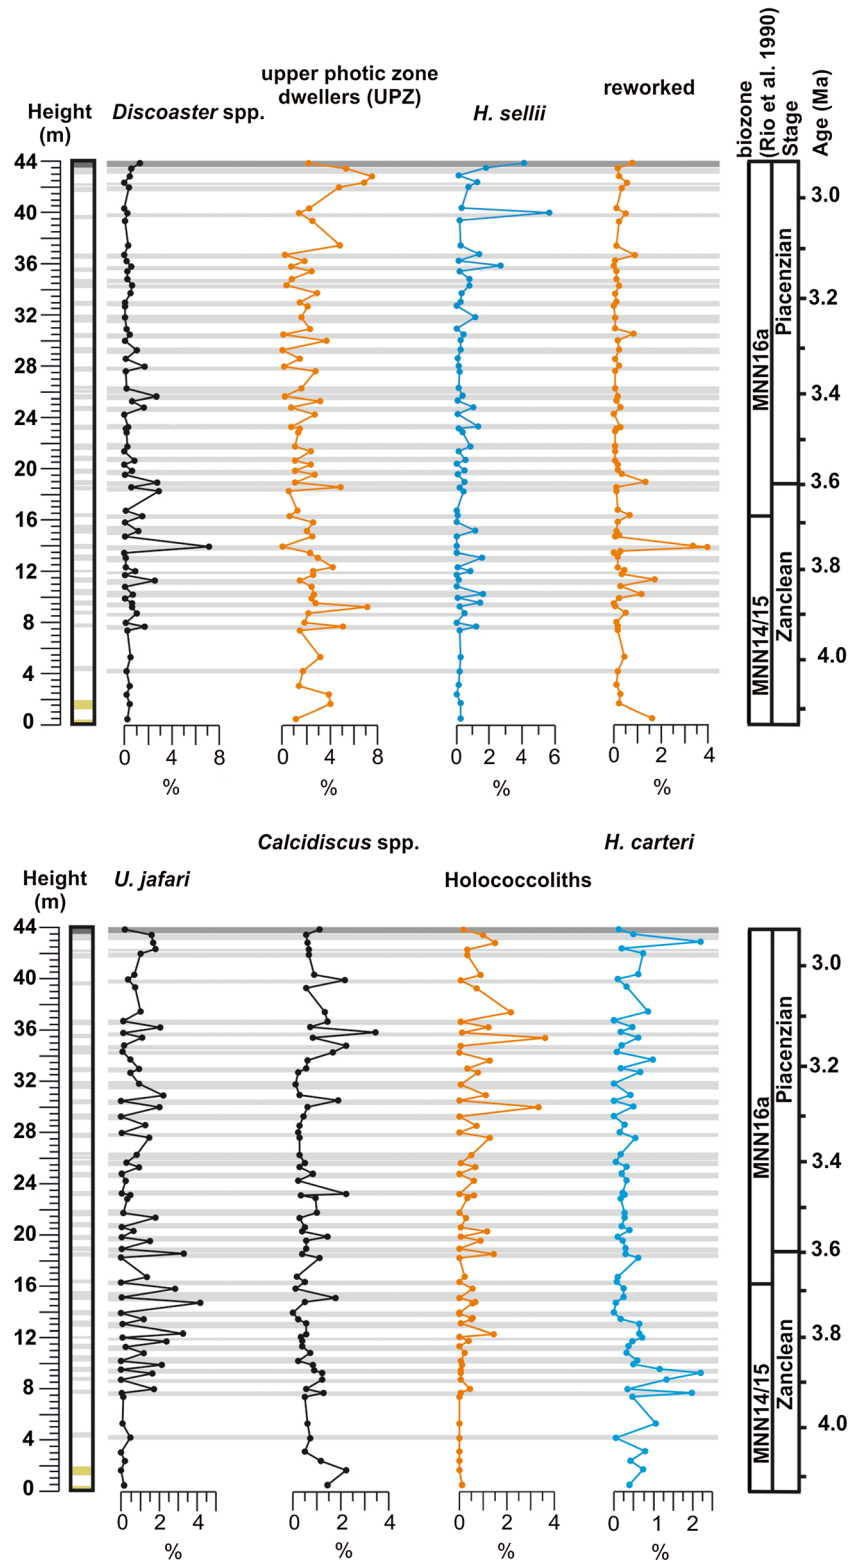 Height
(m)
Discoaster spp.
upper photic zone
dwellers (UPZ)
H. sellii
reworked
biozone
(Rio et al. 1990)
Stage
Age (Ma)
44
40
36
32
28
24
20
16
12
8
4
0
0 4 8
%
0 4 8
%
0 2 4 6
%
0 2 4
%
MNN16a
MNN14/15
Piacenzian
Zanclean
3.0
3.2
3.4
3.6
3.8
4.0
Height
(m)
U. jafari
Calcidiscus spp.
Holococcoliths
H. carteri
44
40
36
32
28
24
20
16
12
8
4
0
0 2 4
%
0 2 4
%
0 2 4
%
0 1 2
%
MNN16a
MNN14/15
Piacenzian
Zanclean
3.0
3.2
3.4
3.6
3.8
4.0